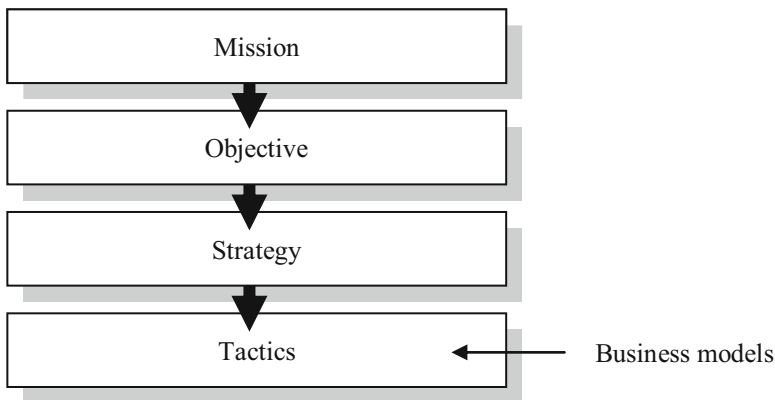 Mission
Objective
Strategy
Tactics
Business models